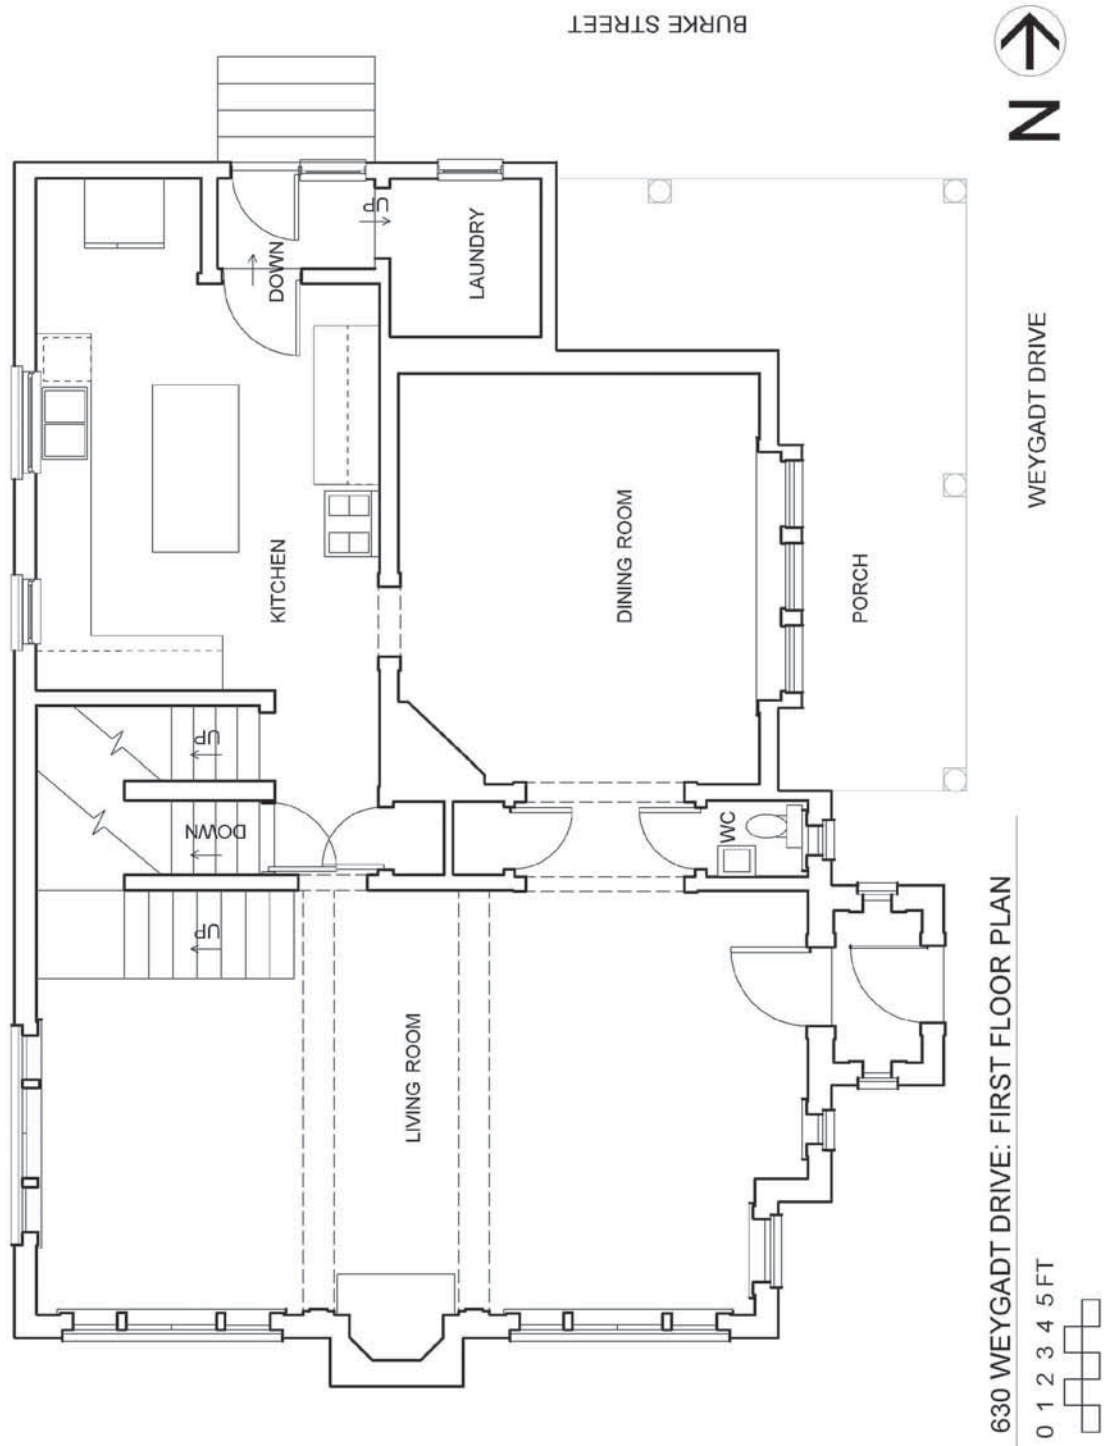 BURKE STREET
N
UP
DOWN
LAUNDRY
WEYGADT DRIVE
KITCHEN
DINING ROOM
PORCH
UP
DOWN
WC
UP
LIVING ROOM
630 WEYGADT DRIVE: FIRST FLOOR PLAN
0 1 2 3 4 5 FT